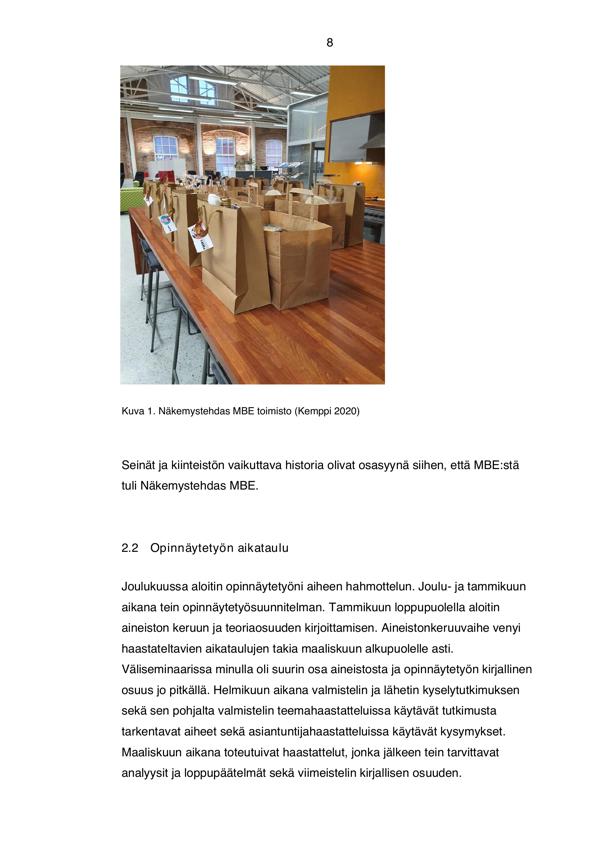 8
Kuva 1. Näkemystehdas MBE toimisto (Kemppi 2020)
Seinät ja kiinteistön vaikuttava historia olivat osasyynä siihen, että MBE:stä
tuli Näkemystehdas MBE.
2.2 Opinnäytetyön aikataulu
Joulukuussa aloitin opinnäytetyöni aiheen hahmottelun. Joulu- ja tammikuun
aikana tein opinnäytetyösuunnitelman. Tammikuun loppupuolella aloitin
aineiston keruun ja teoriaosuuden kirjoittamisen. Aineistonkeruuvaihe venyi
haastateltavien aikataulujen takia maaliskuun alkupuolelle asti.
Väliseminaarissa minulla oli suurin osa aineistosta ja opinnäytetyön kirjallinen
osuus jo pitkällä. Helmikuun aikana valmistelin ja lähetin kyselytutkimuksen
sekä sen pohjalta valmistelin teemahaastatteluissa käytävät tutkimusta
tarkentavat aiheet sekä asiantuntijahaastatteluissa käytävät kysymykset.
Maaliskuun aikana toteutuivat haastattelut, jonka jälkeen tein tarvittavat
analyysit ja loppupäätelmät sekä viimeistelin kirjallisen osuuden.